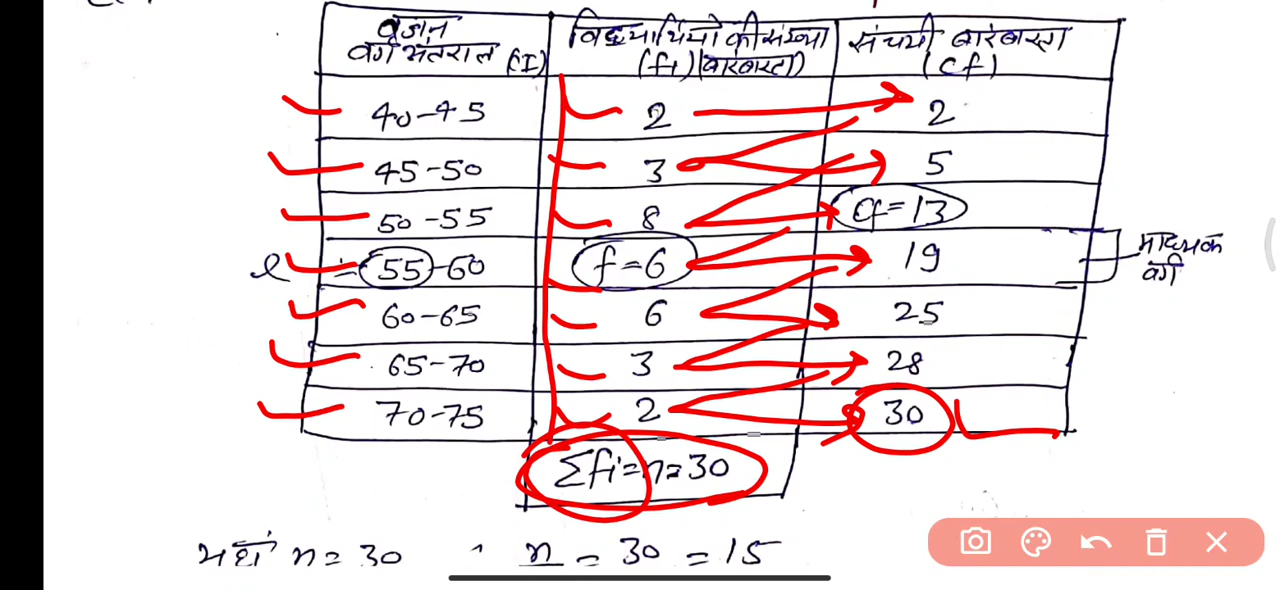 वजन विद्यार्थियो की संख्या संचयी बारंबारता
वर्ग अंतराल (CI) (fi) (बारंबारता) (cf)
40-45 2 2
45-50 3 5
50-55 8 cf=13
l = 55-60 f=6 19 माध्यिक वर्ग
60-65 6 25
65-70 3 28
70-75 2 30
Σfi=n=30
यहाँ n=30 n = 30 = 15